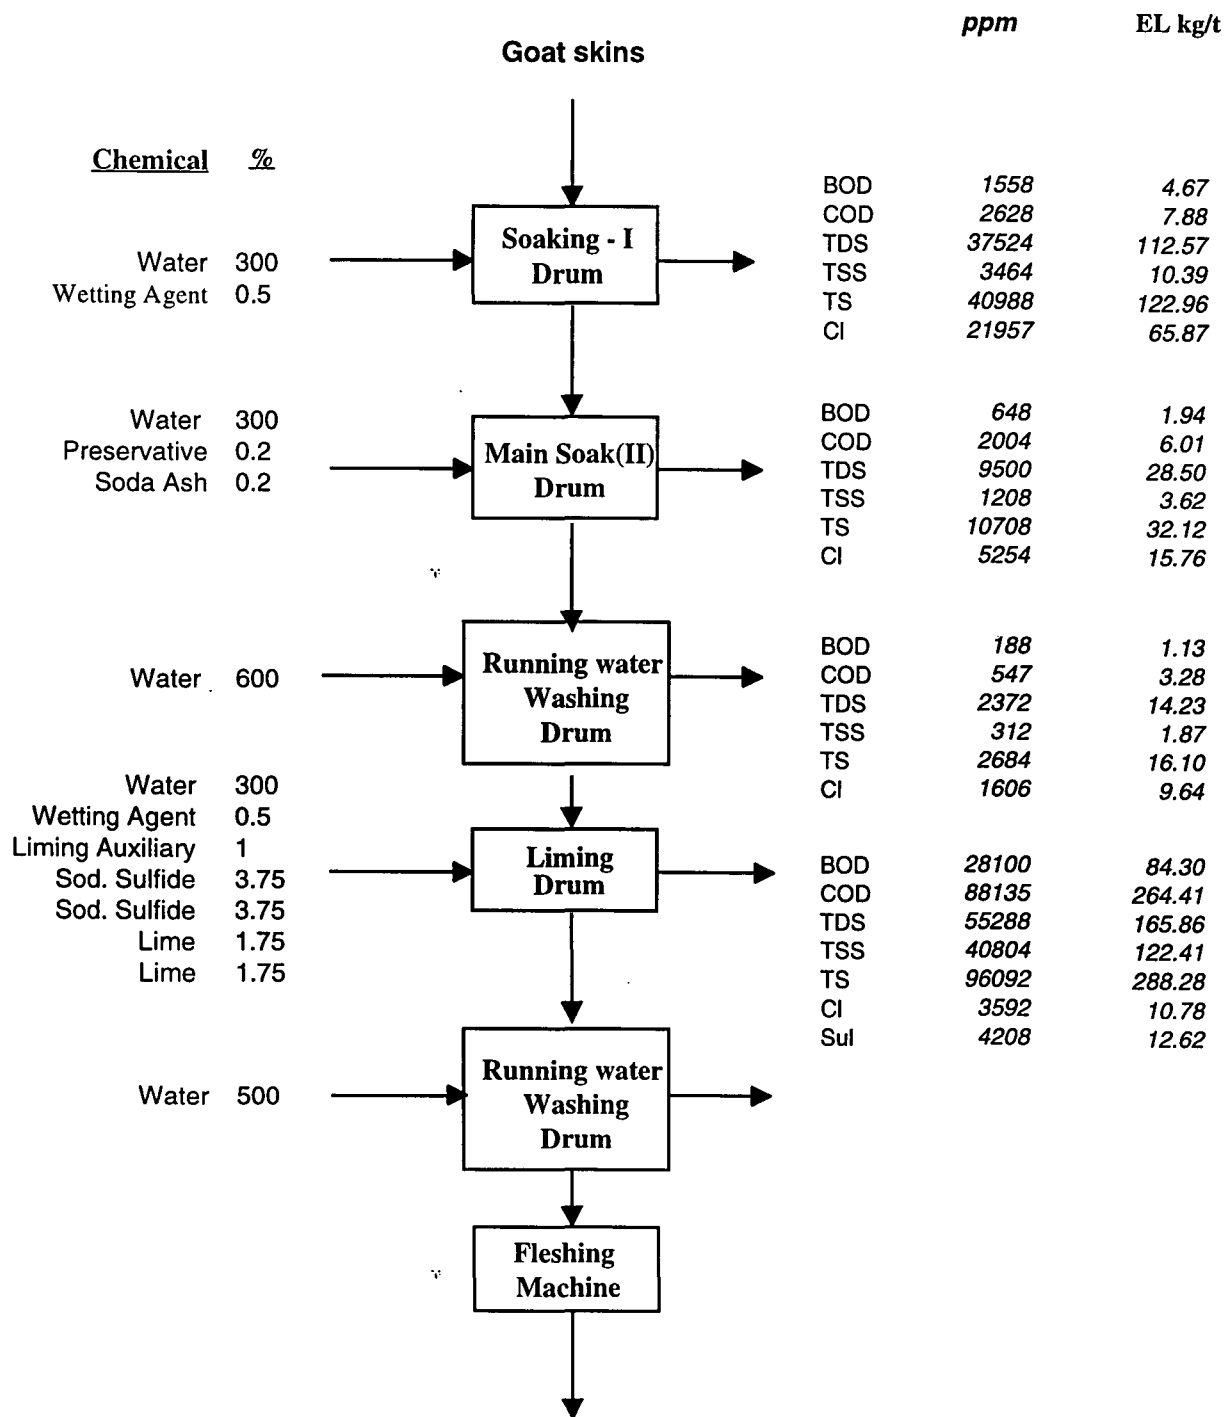 ppm EL kg/t
Goat skins
Chemical %
Water 300
Wetting Agent 0.5
Soaking - I
Drum
BOD 1558 4.67
COD 2628 7.88
TDS 37524 112.57
TSS 3464 10.39
TS 40988 122.96
Cl 21957 65.87
Water 300
Preservative 0.2
Soda Ash 0.2
Main Soak(II)
Drum
BOD 648 1.94
COD 2004 6.01
TDS 9500 28.50
TSS 1208 3.62
TS 10708 32.12
Cl 5254 15.76
Water 600
Running water
Washing
Drum
BOD 188 1.13
COD 547 3.28
TDS 2372 14.23
TSS 312 1.87
TS 2684 16.10
Cl 1606 9.64
Water 300
Wetting Agent 0.5
Liming Auxiliary 1
Sod. Sulfide 3.75
Sod. Sulfide 3.75
Lime 1.75
Lime 1.75
Liming
Drum
BOD 28100 84.30
COD 88135 264.41
TDS 55288 165.86
TSS 40804 122.41
TS 96092 288.28
Cl 3592 10.78
Sul 4208 12.62
Water 500
Running water
Washing
Drum
Fleshing
Machine